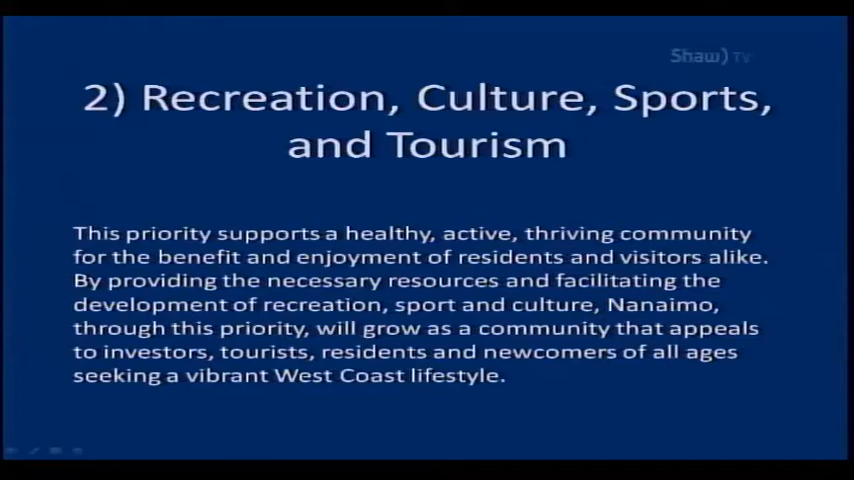 Shaw) TV
2) Recreation, Culture, Sports,
and Tourism
This priority supports a healthy, active, thriving community
for the benefit and enjoyment of residents and visitors alike.
By providing the necessary resources and facilitating the
development of recreation, sport and culture, Nanaimo,
through this priority, will grow as a community that appeals
to investors, tourists, residents and newcomers of all ages
seeking a vibrant West Coast lifestyle.